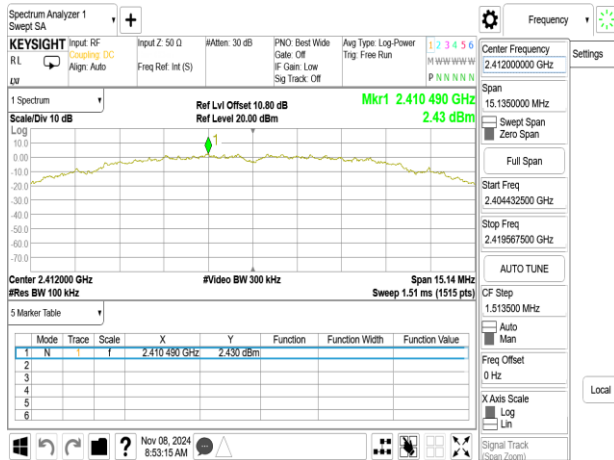 Spectrum Analyzer 1
Swept SA
Frequency
KEYSIGHT
RL
LXI
Input: RF
Coupling: DC
Align: Auto
Input Z: 50 Ω
Freq Ref: Int (S)
#Atten: 30 dB
PNO: Best Wide
Gate: Off
IF Gain: Low
Sig Track: Off
Avg Type: Log-Power
Trig: Free Run
1 2 3 4 5 6
M W W W W W
P N N N N N
Center Frequency
2.412000000 GHz
Settings
Span
15.1350000 MHz
Swept Span
Zero Span
Full Span
Start Freq
2.404432500 GHz
Stop Freq
2.419567500 GHz
AUTO TUNE
CF Step
1.513500 MHz
Auto
Man
Freq Offset
0 Hz
X Axis Scale
Log
Lin
Signal Track
(Span Zoom)
Local
1 Spectrum
Scale/Div 10 dB
Ref Lvl Offset 10.80 dB
Ref Level 20.00 dBm
Mkr1 2.410 490 GHz
2.43 dBm
Log
10.0
0.00
-10.0
-20.0
-30.0
-40.0
-50.0
-60.0
-70.0
1
Center 2.412000 GHz
#Res BW 100 kHz
#Video BW 300 kHz
Span 15.14 MHz
Sweep 1.51 ms (1515 pts)
5 Marker Table
Mode Trace Scale X Y Function Function Width Function Value
1 N 1 f 2.410 490 GHz 2.430 dBm
2
3
4
5
6
Nov 08, 2024
8:53:15 AM